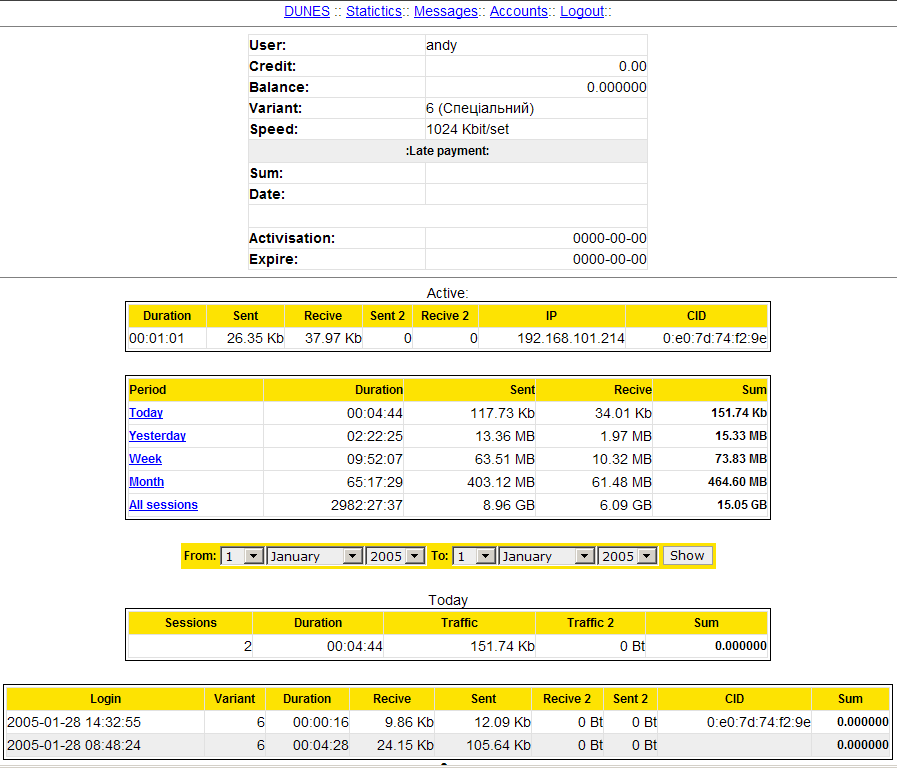 DUNES :: Statictics:: Messages:: Accounts:: Logout::
User: andy
Credit: 0.00
Balance: 0.000000
Variant: 6 (Спеціальний)
Speed: 1024 Kbit/set
:Late payment:
Sum:
Date:
Activisation: 0000-00-00
Expire: 0000-00-00
Active:
Duration Sent Recive Sent 2 Recive 2 IP CID
00:01:01 26.35 Kb 37.97 Kb 0 0 192.168.101.214 0:e0:7d:74:f2:9e
Period Duration Sent Recive Sum
Today 00:04:44 117.73 Kb 34.01 Kb 151.74 Kb
Yesterday 02:22:25 13.36 MB 1.97 MB 15.33 MB
Week 09:52:07 63.51 MB 10.32 MB 73.83 MB
Month 65:17:29 403.12 MB 61.48 MB 464.60 MB
All sessions 2982:27:37 8.96 GB 6.09 GB 15.05 GB
From: 1 January 2005 To: 1 January 2005 Show
Today
Sessions Duration Traffic Traffic 2 Sum
2 00:04:44 151.74 Kb 0 Bt 0.000000
Login Variant Duration Recive Sent Recive 2 Sent 2 CID Sum
2005-01-28 14:32:55 6 00:00:16 9.86 Kb 12.09 Kb 0 Bt 0 Bt 0:e0:7d:74:f2:9e 0.000000
2005-01-28 08:48:24 6 00:04:28 24.15 Kb 105.64 Kb 0 Bt 0 Bt 0.000000